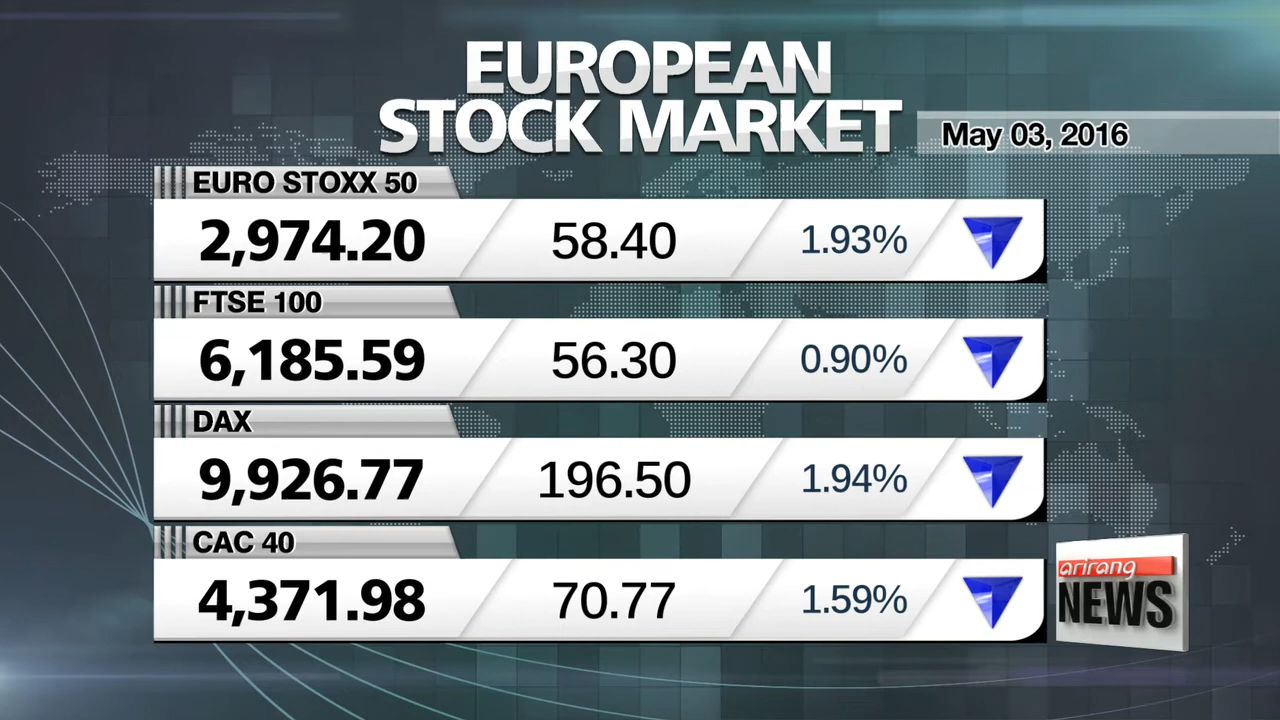 EUROPEAN
STOCK MARKET
May 03, 2016
EURO STOXX 50
2,974.20 58.40 1.93%
FTSE 100
6,185.59 56.30 0.90%
DAX
9,926.77 196.50 1.94%
CAC 40
4,371.98 70.77 1.59%
arirang
NEWS